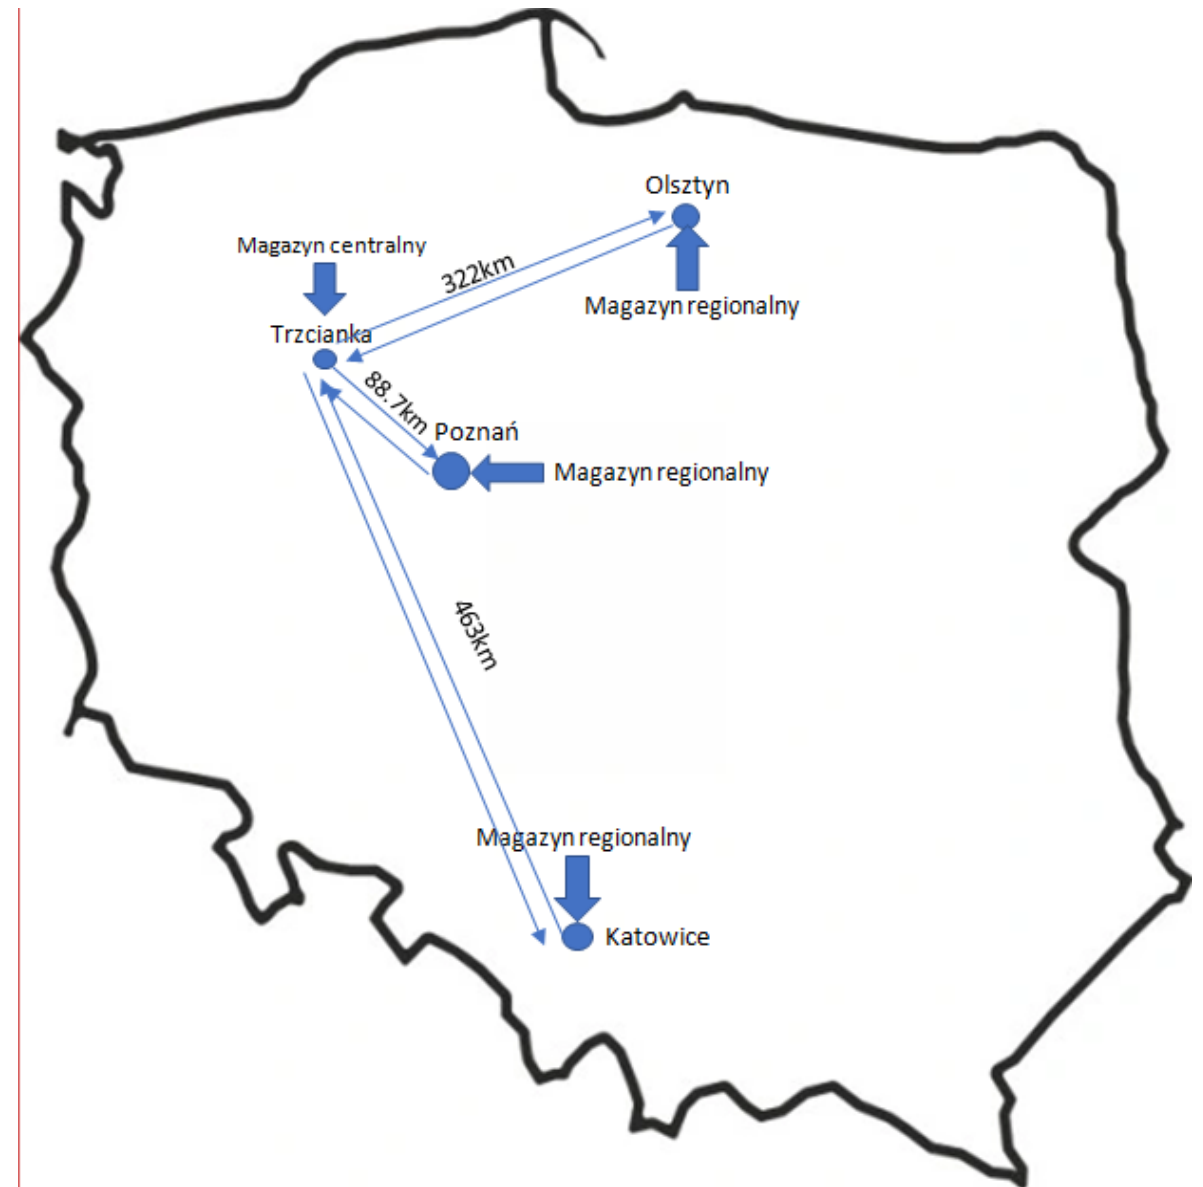 Olsztyn
Magazyn centralny
322km
Magazyn regionalny
Trzcianka
88.7km
Poznań
Magazyn regionalny
463km
Magazyn regionalny
Katowice